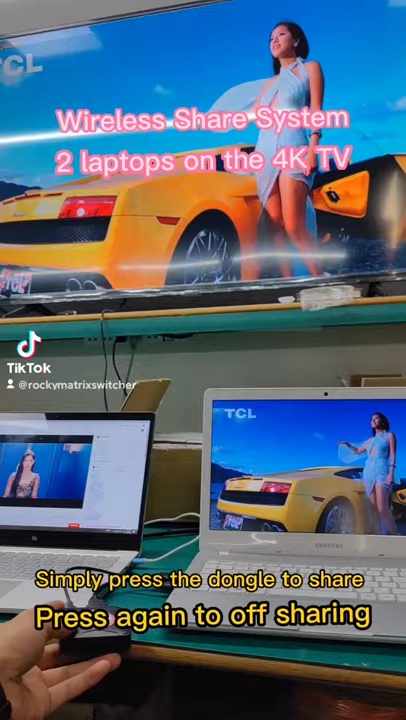 TCL
Wireless Share System
2 laptops on the 4K TV
TikTok
@rockymatrixswitcher
TCL
Simply press the dongle to share
Press again to off sharing